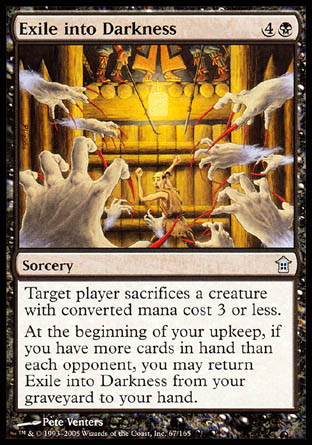 Exile into Darkness 4
Sorcery
Target player sacrifices a creature
with converted mana cost 3 or less.
At the beginning of your upkeep, if
you have more cards in hand than
each opponent, you may return
Exile into Darkness from your
graveyard to your hand.
Pete Venters
™ & © 1993–2005 Wizards of the Coast, Inc. 67/165